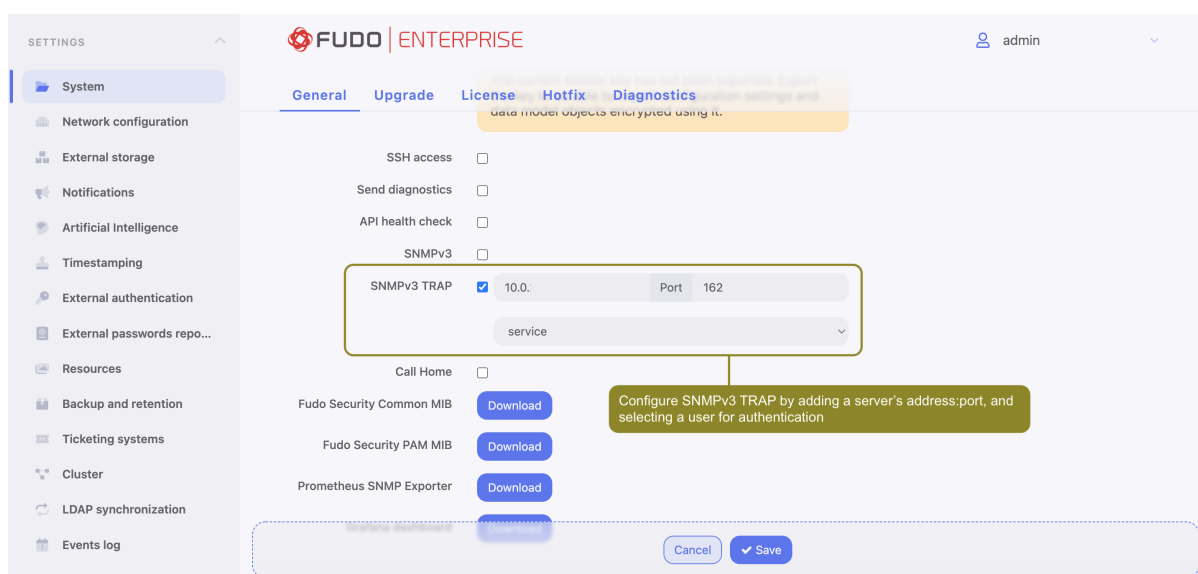 SETTINGS
System
Network configuration
External storage
Notifications
Artificial Intelligence
Timestamping
External authentication
External passwords repo...
Resources
Backup and retention
Ticketing systems
Cluster
LDAP synchronization
Events log
FUDO ENTERPRISE
admin
General Upgrade License Hotfix Diagnostics
data model objects encrypted using it.
SSH access
Send diagnostics
API health check
SNMPv3
SNMPv3 TRAP 10.0. Port 162
service
Call Home
Fudo Security Common MIB Download
Fudo Security PAM MIB Download
Prometheus SNMP Exporter Download
Grafana dashboard Download
Configure SNMPv3 TRAP by adding a server's address:port, and
selecting a user for authentication
Cancel Save